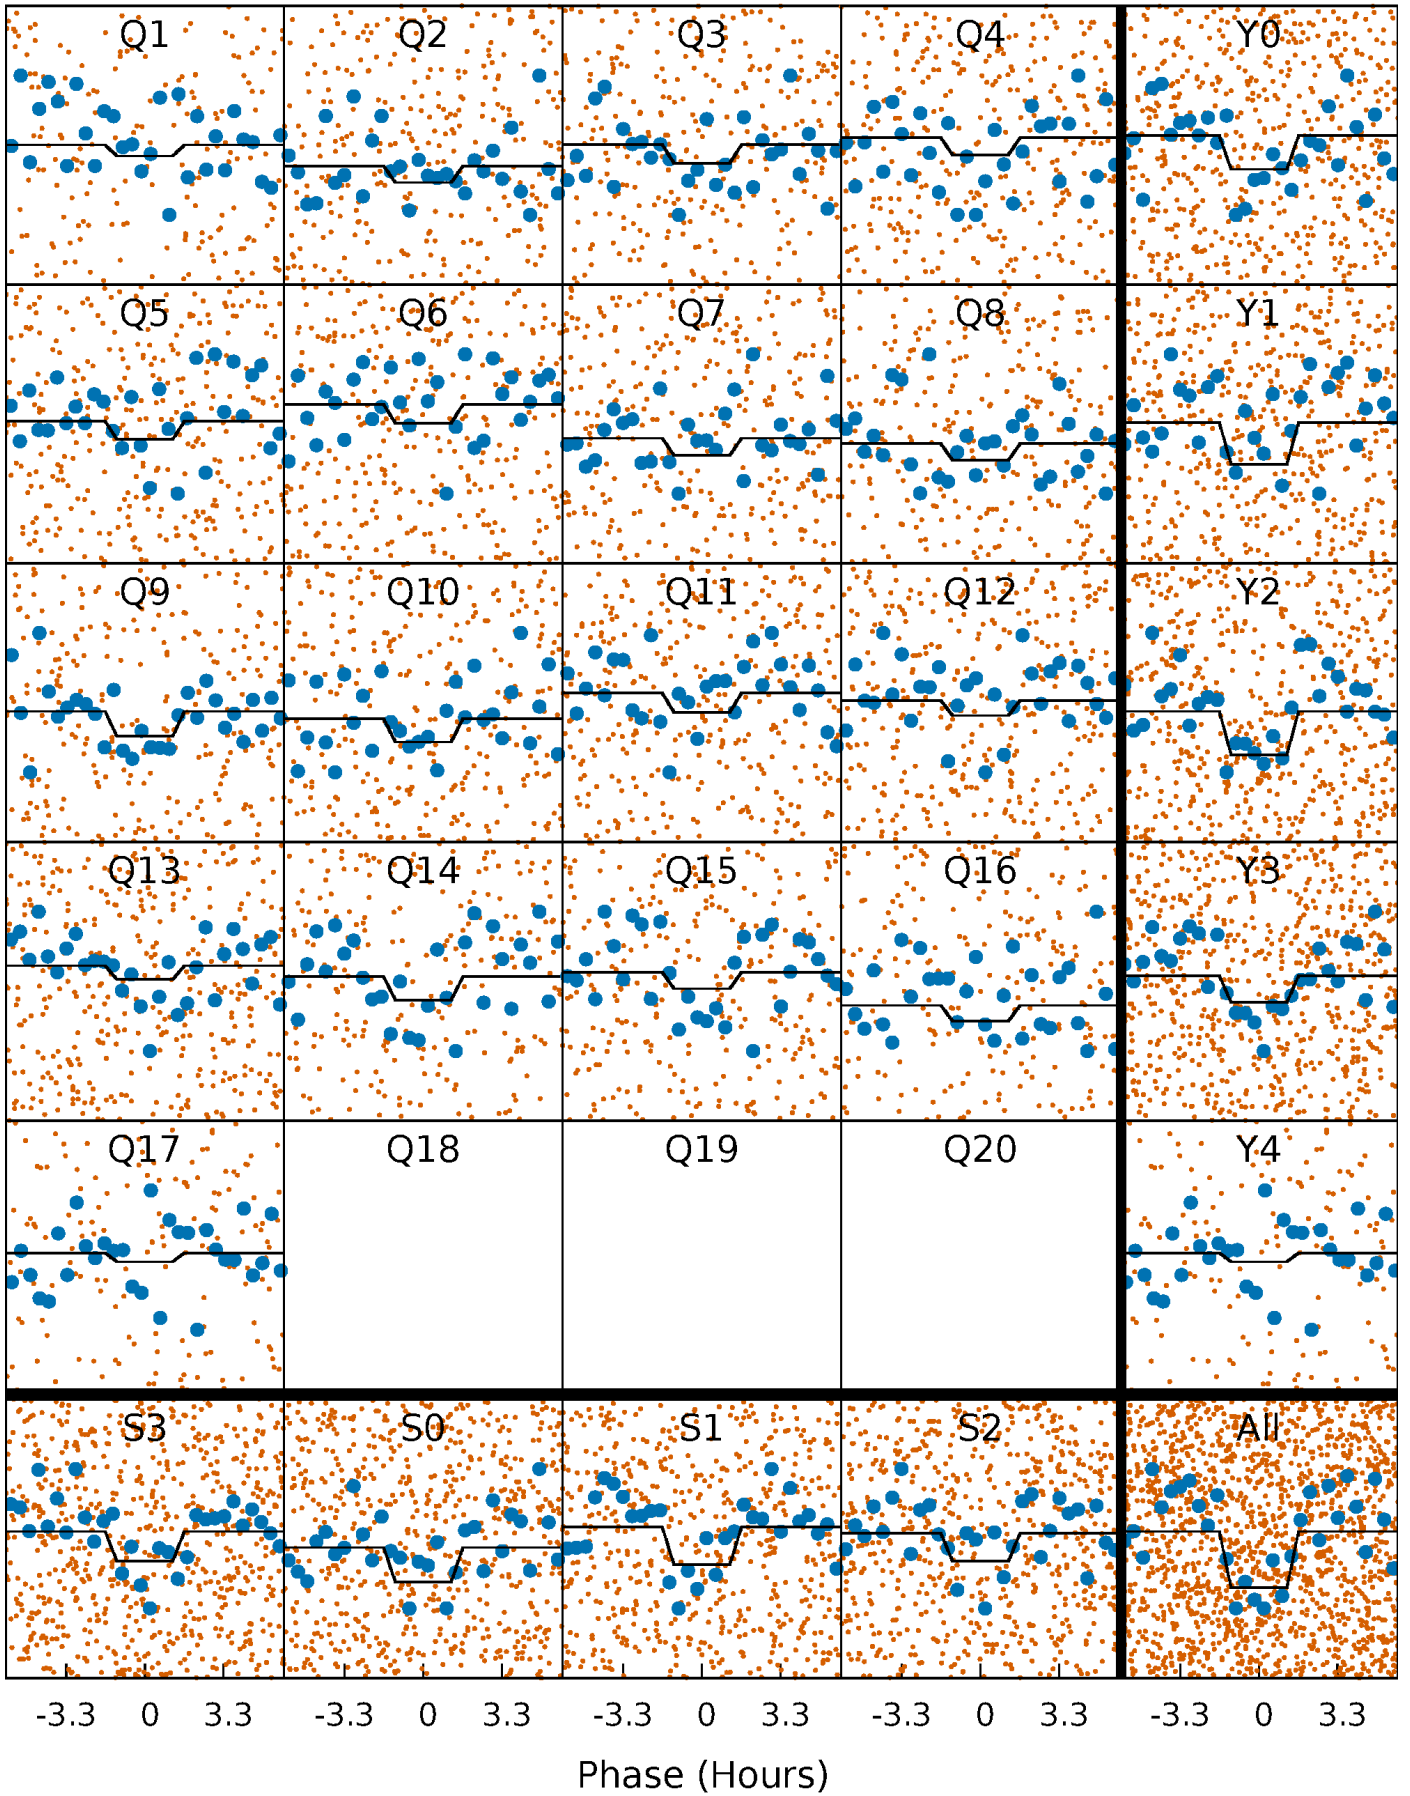 Q1 Q2 Q3 Q4 Y0
Q5 Q6 Q7 Q8 Y1
Q9 Q10 Q11 Q12 Y2
Q13 Q14 Q15 Q16 Y3
Q17 Q18 Q19 Q20 Y4
S3 S0 S1 S2 All
-3.3 0 3.3 -3.3 0 3.3 -3.3 0 3.3 -3.3 0 3.3 -3.3 0 3.3
Phase (Hours)